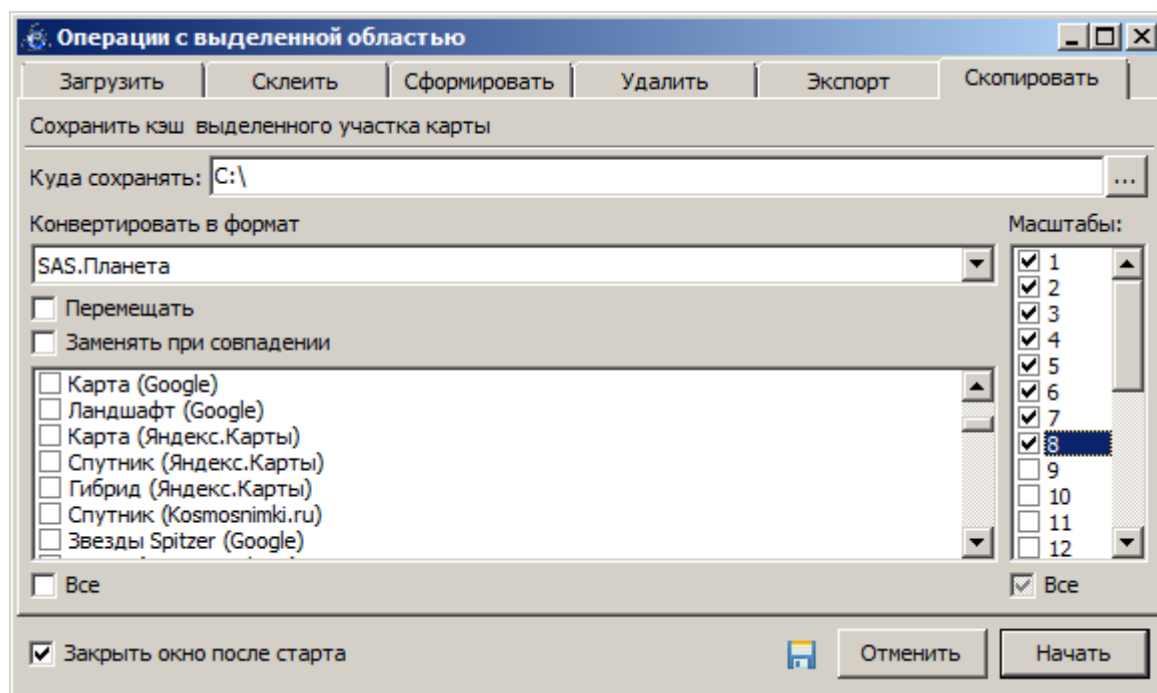 Операции с выделенной областью
Загрузить Склеить Сформировать Удалить Экспорт Скопировать
Сохранить кэш выделенного участка карты
Куда сохранять: C:\ ...
Конвертировать в формат
SAS.Планета
Перемещать
Заменять при совпадении
Карта (Google)
Ландшафт (Google)
Карта (Яндекс.Карты)
Спутник (Яндекс.Карты)
Гибрид (Яндекс.Карты)
Спутник (Kosmosnimki.ru)
Звезды Spitzer (Google)
Все
Масштабы:
1
2
3
4
5
6
7
8
9
10
11
12
Все
Закрыть окно после старта
Отменить Начать